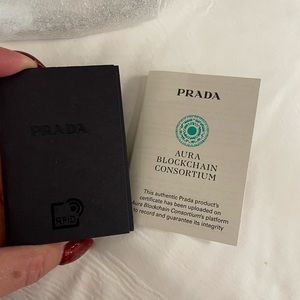 PRADA
RFID
PRADA
AURA
BLOCKCHAIN
CONSORTIUM
This authentic Prada product's
certificate has been uploaded on
Aura Blockchain Consortium's platform
to record and guarantee its integrity